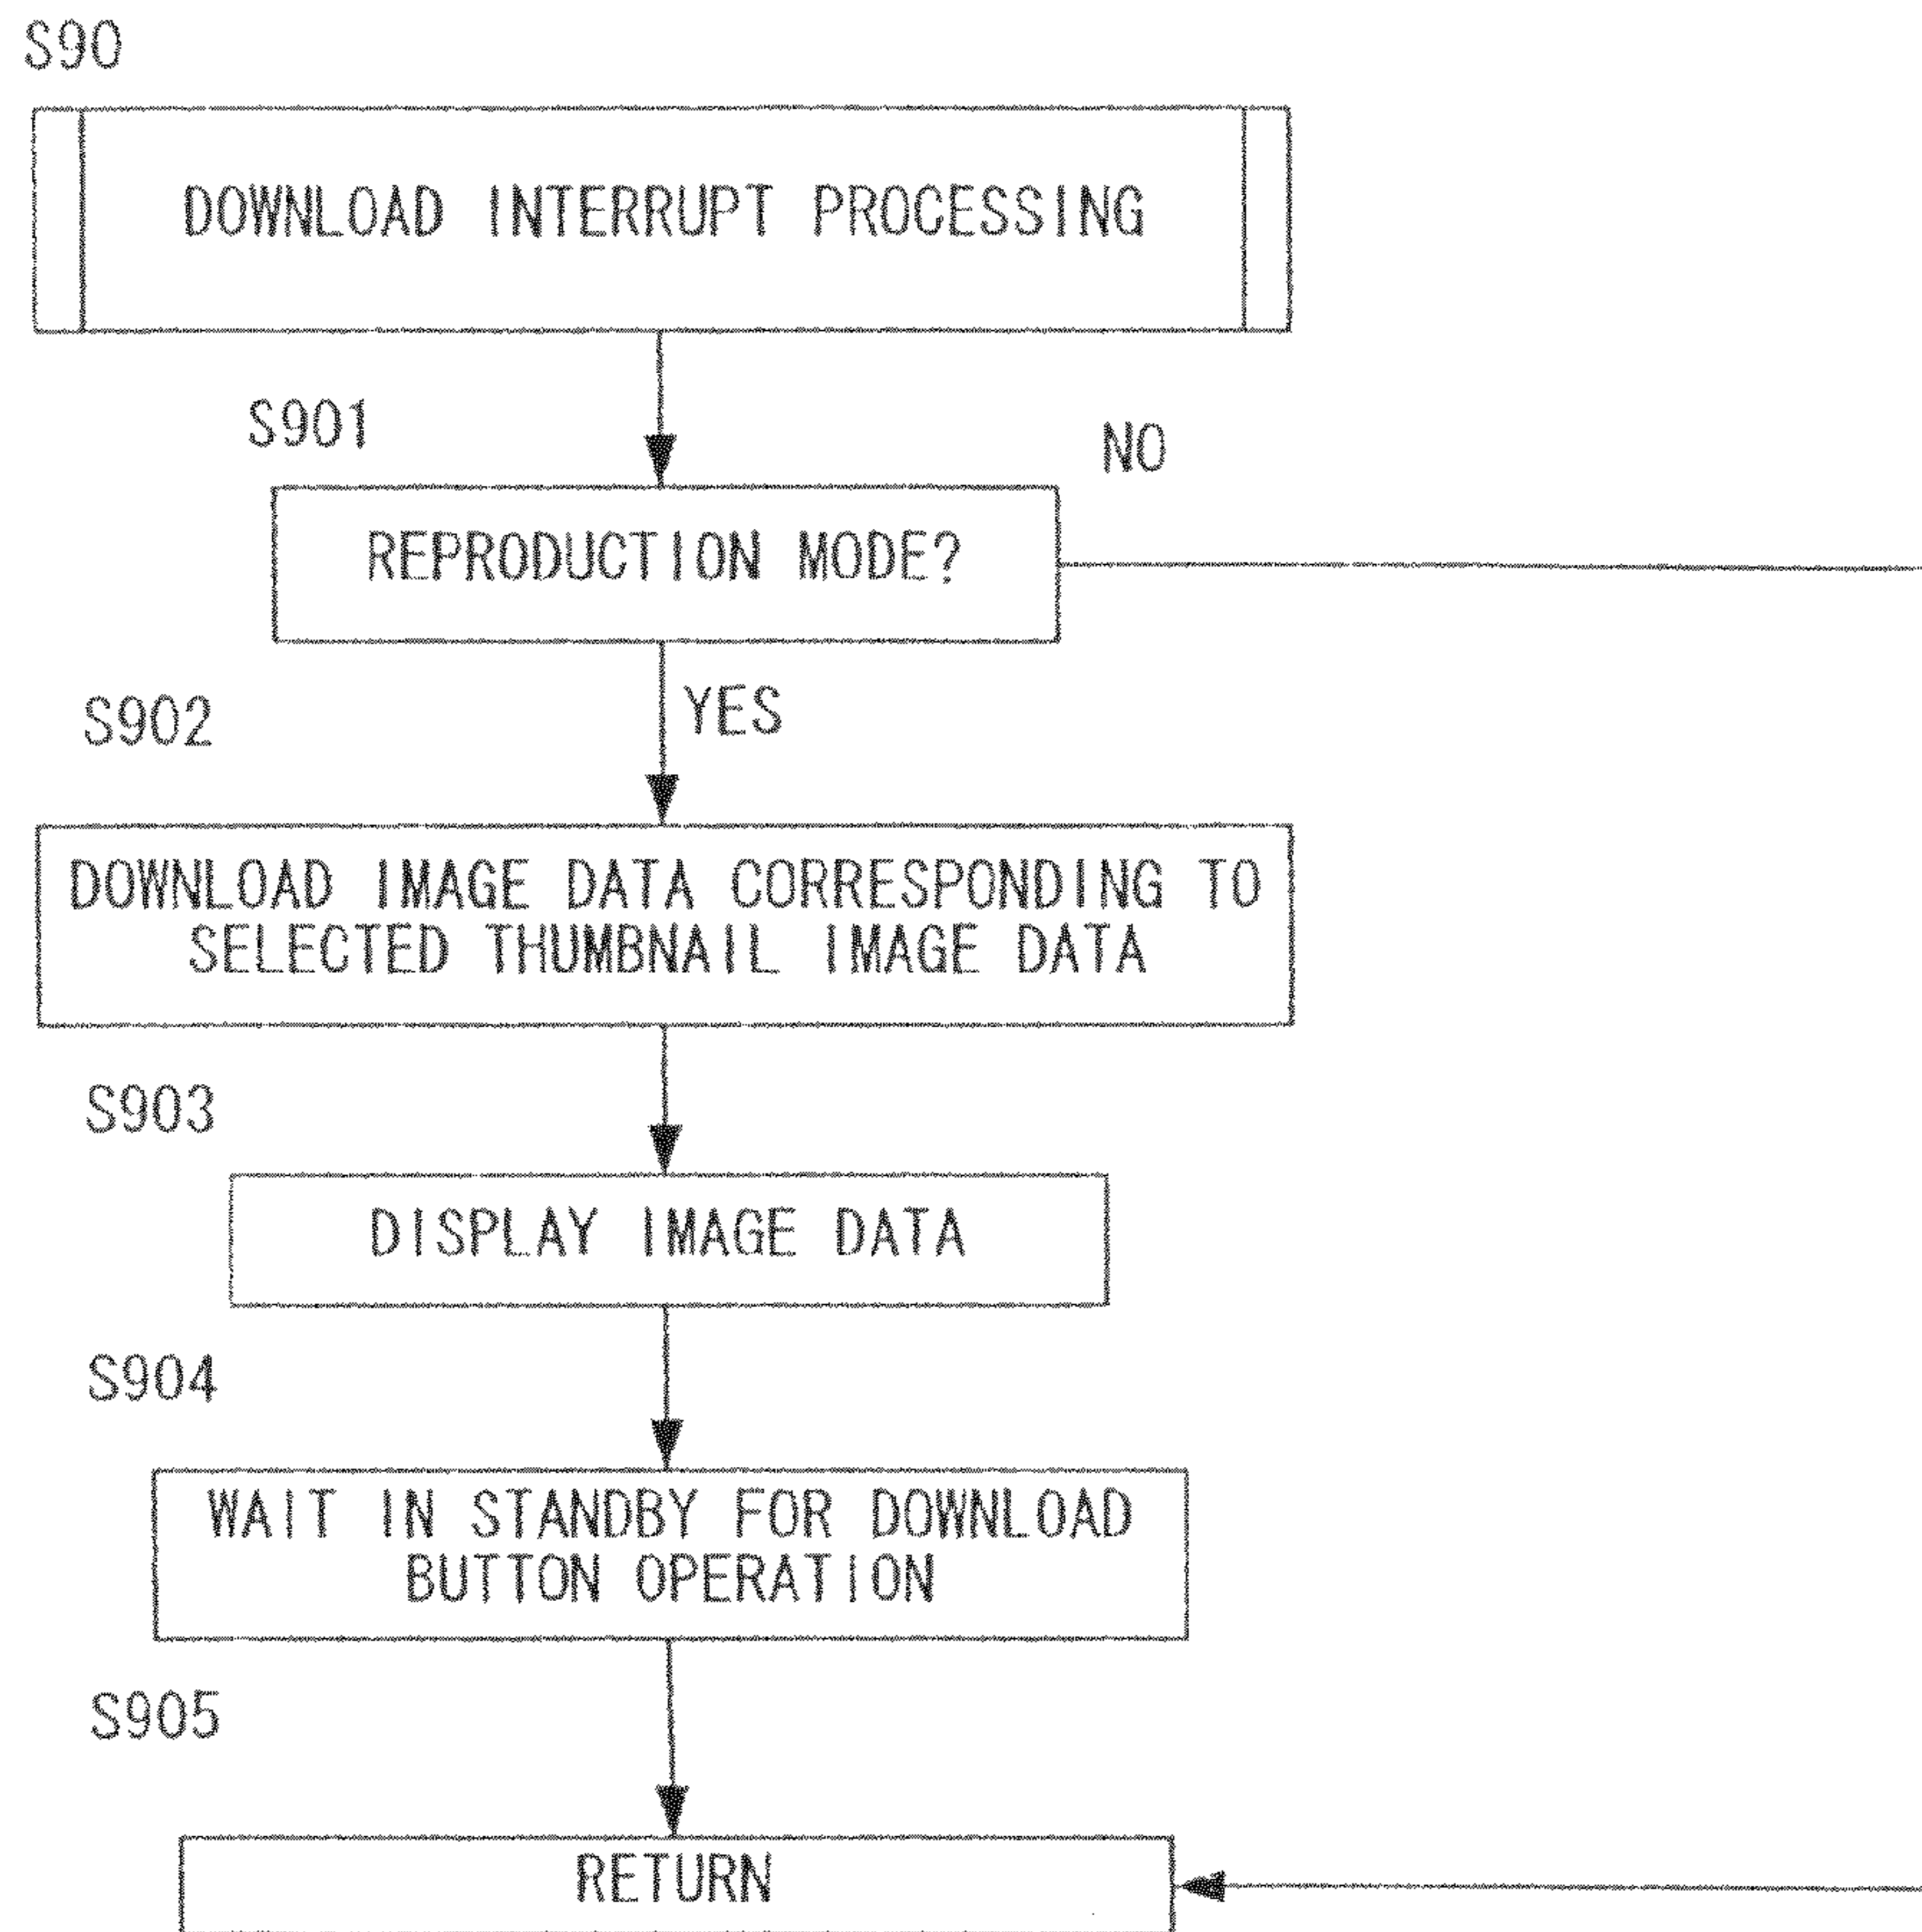 S90
DOWNLOAD INTERRUPT PROCESSING
S901
NO
REPRODUCTION MODE?
S902
YES
DOWNLOAD IMAGE DATA CORRESPONDING TO
SELECTED THUMBNAIL IMAGE DATA
S903
DISPLAY IMAGE DATA
S904
WAIT IN STANDBY FOR DOWNLOAD
BUTTON OPERATION
S905
RETURN